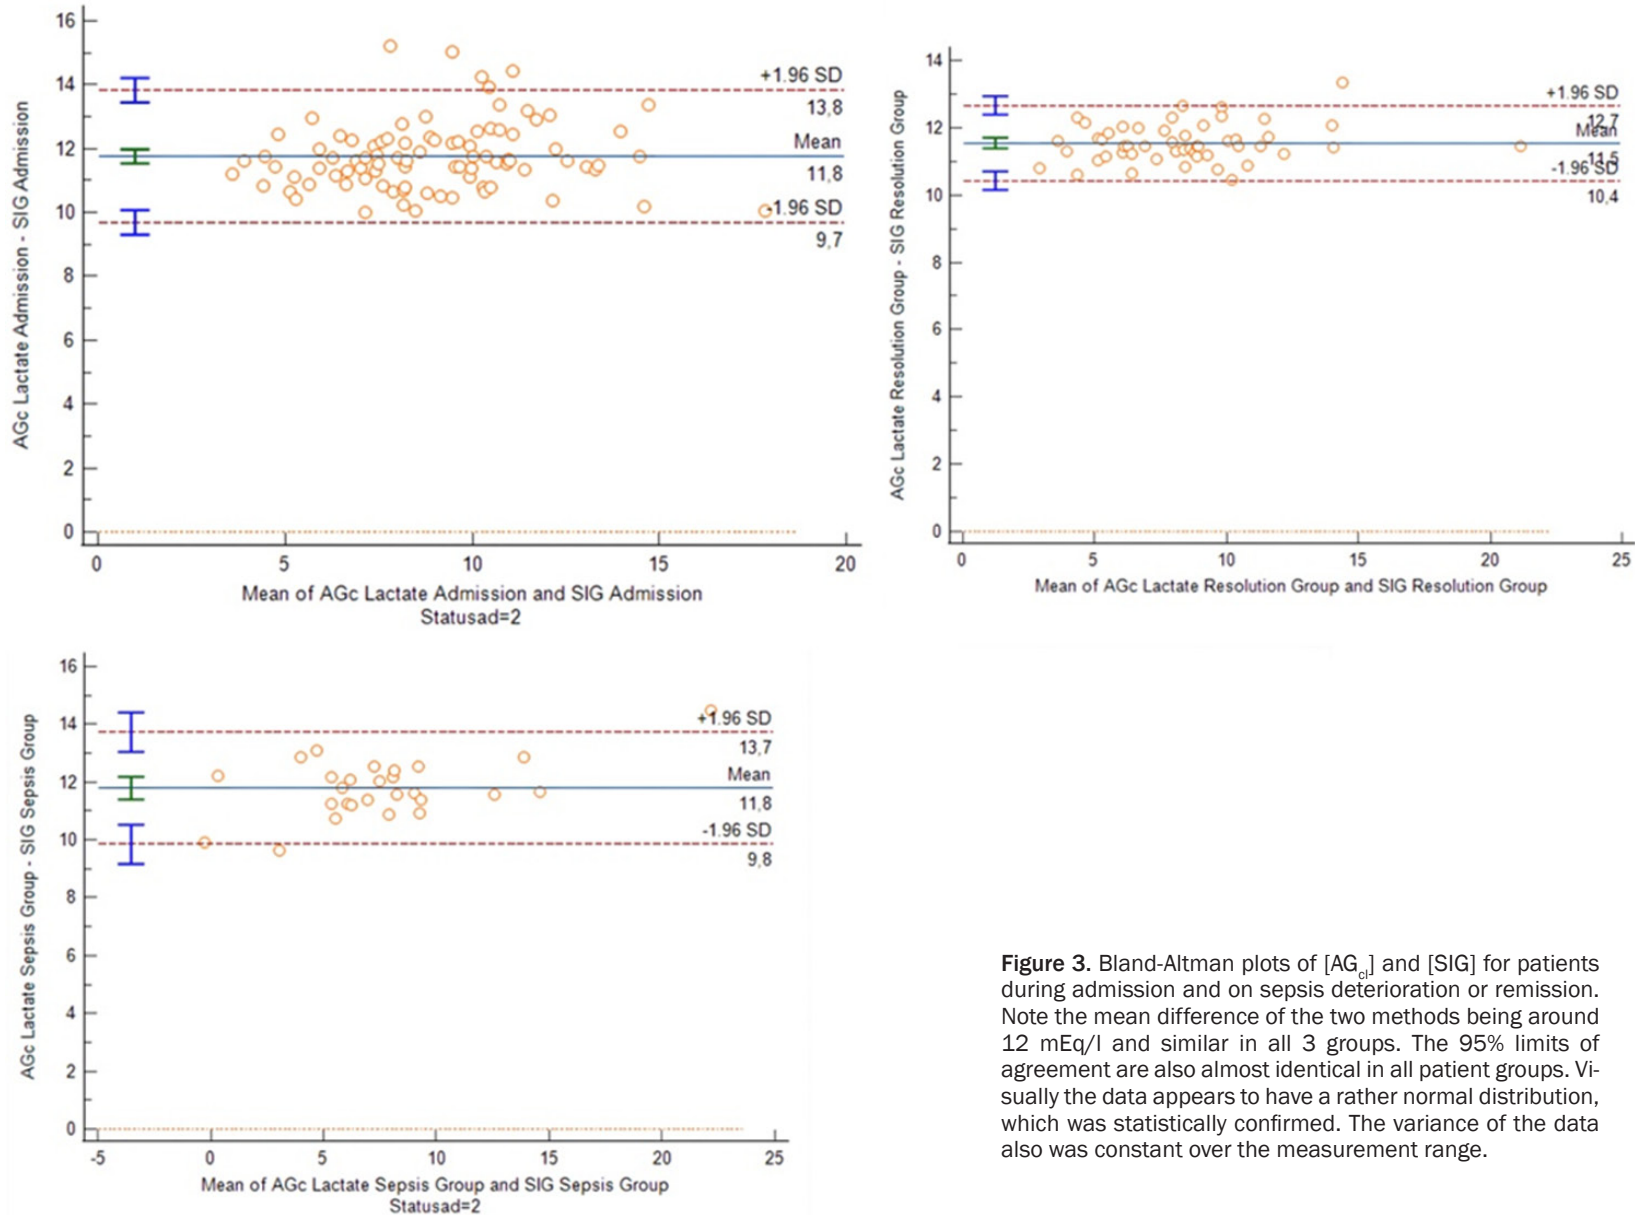 16
14
12
10
8
6
4
2
0
AGc Lactate Admission - SIG Admission
+1.96 SD
13,8
Mean
11,8
-1.96 SD
9,7
0 5 10 15 20
Mean of AGc Lactate Admission and SIG Admission
Statusad=2
14
12
10
8
6
4
2
0
AGc Lactate Resolution Group - SIG Resolution Group
+1.96 SD
12,7
Mean
11,5
-1.96 SD
10,4
0 5 10 15 20 25
Mean of AGc Lactate Resolution Group and SIG Resolution Group
16
14
12
10
8
6
4
2
0
AGc Lactate Sepsis Group - SIG Sepsis Group
+1.96 SD
13,7
Mean
11,8
-1.96 SD
9,8
-5 0 5 10 15 20 25
Mean of AGc Lactate Sepsis Group and SIG Sepsis Group
Statusad=2
Figure 3. Bland-Altman plots of [AGcl] and [SIG] for patients
during admission and on sepsis deterioration or remission.
Note the mean difference of the two methods being around
12 mEq/l and similar in all 3 groups. The 95% limits of
agreement are also almost identical in all patient groups. Vi-
sually the data appears to have a rather normal distribution,
which was statistically confirmed. The variance of the data
also was constant over the measurement range.